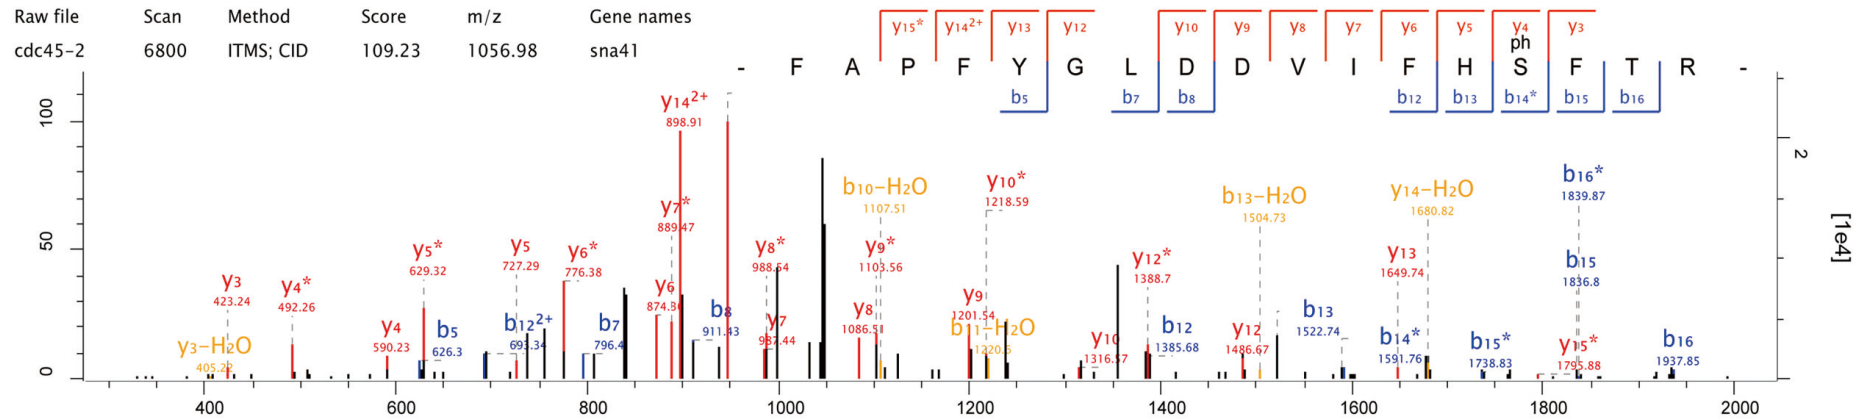 Raw file Scan Method Score m/z Gene names
cdc45-2 6800 ITMS; CID 109.23 1056.98 sna41
y15* y14²⁺ y13 y12 y10 y9 y8 y7 y6 y5 y4 y3
ph
- F A P F Y G L D D V I F H S F T R -
b5 b7 b8 b12 b13 b14* b15 b16
100
50
0
2
[1e4]
y3-H₂O
405.22
y3
423.24
y4*
492.26
y4
590.23
y5*
629.32
b5
626.3
b12²⁺
693.34
y5
727.29
y6*
776.38
b7
796.4
y6
y7*
889.47
y14²⁺
898.91
b8
911.43
y8*
988.54
y7
987.44
y8
1086.51
y9*
1103.56
b10-H₂O
1107.51
y9
1201.54
y10*
1218.59
b11-H₂O
1220.6
y10
1316.57
b12
1385.68
y12*
1388.7
y12
1486.67
b13-H₂O
1504.73
b13
1522.74
b14*
1591.76
y13
1649.74
y14-H₂O
1680.82
b15*
1738.83
y15*
1795.88
b15
1836.8
b16*
1839.87
b16
1937.85
400 600 800 1000 1200 1400 1600 1800 2000